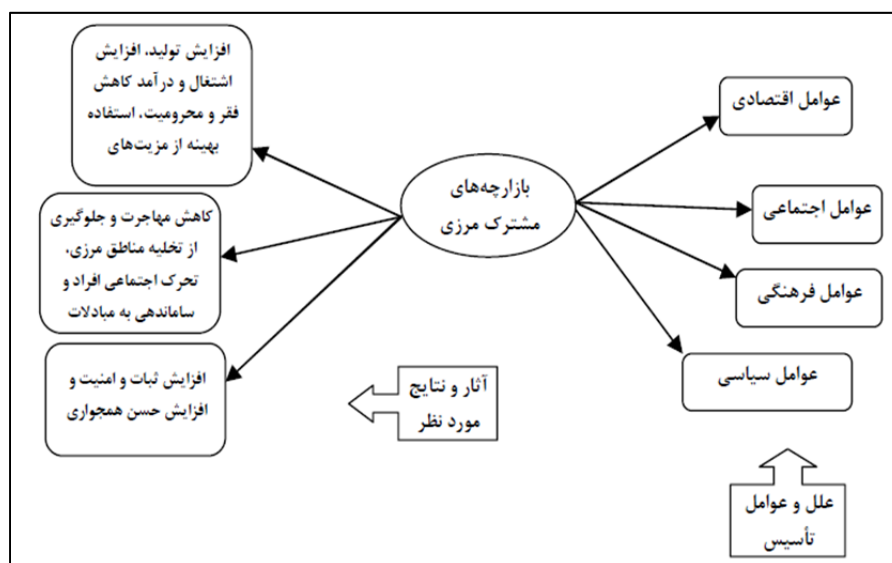 عوامل اقتصادی
عوامل اجتماعی
عوامل فرهنگی
عوامل سیاسی
علل و عوامل
تأسیس
بازارچه‌های
مشترک مرزی
آثار و نتایج
مورد نظر
افزایش تولید، افزایش
اشتغال و درآمد کاهش
فقر و محرومیت، استفاده
بهینه از مزیت‌های
کاهش مهاجرت و جلوگیری
از تخلیه مناطق مرزی،
تحرک اجتماعی افراد و
ساماندهی به مبادلات
افزایش ثبات و امنیت و
افزایش حسن همجواری